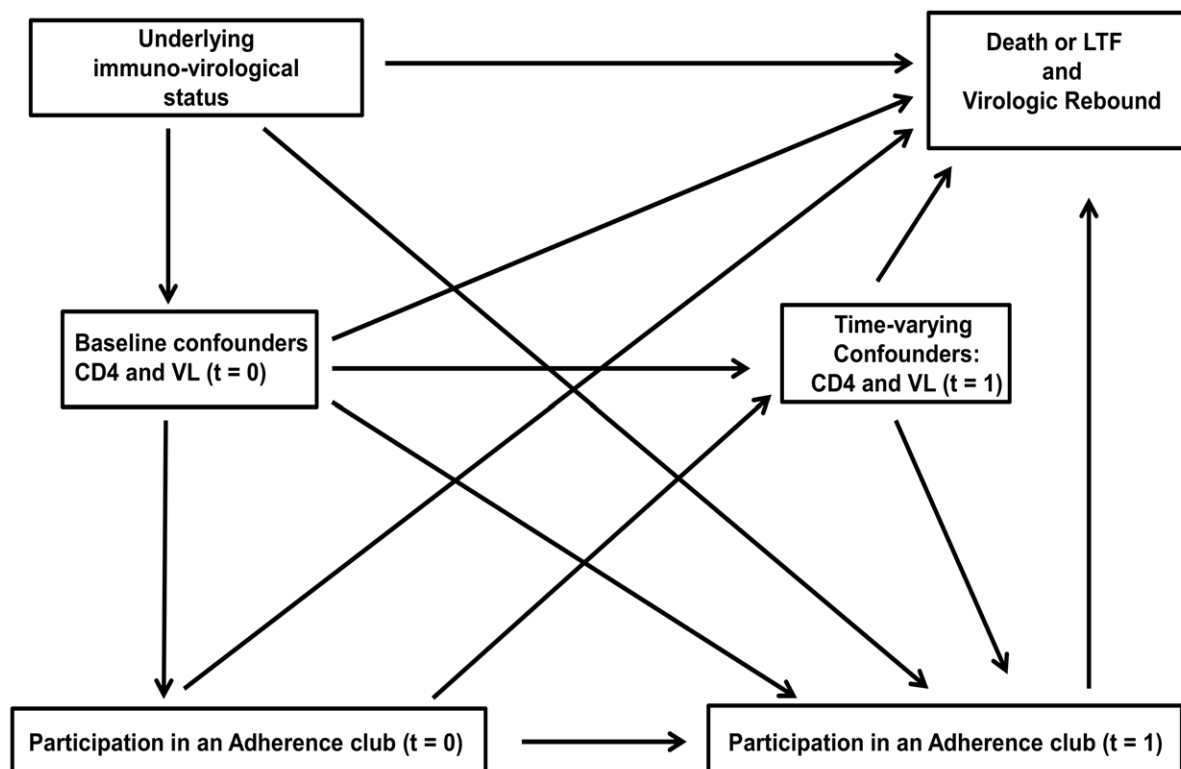 Underlying
immuno-virological
status
Death or LTF
and
Virologic Rebound
Baseline confounders
CD4 and VL (t = 0)
Time-varying
Confounders:
CD4 and VL (t = 1)
Participation in an Adherence club (t = 0)
Participation in an Adherence club (t = 1)